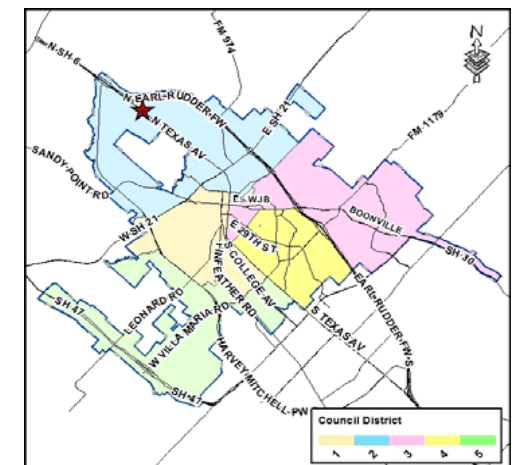 N-SH 6
FM 974
N
N-EARL-RUDDER-FW
E SH 21
N TEXAS AV
FM-1179
SANDY-POINT-RD
E WJB
BOONVILLE
W-SH 21
E 29TH ST
SH-30
S COLLEGE AV
FINFEATHER RD
LEONARD RD
EARL-RUDDER-FW-S
SH 47
W VILLA MARIA RD
S TEXAS AV
HARVEY-MITCHELL-PW
SH-47
Council District
1 2 3 4 5